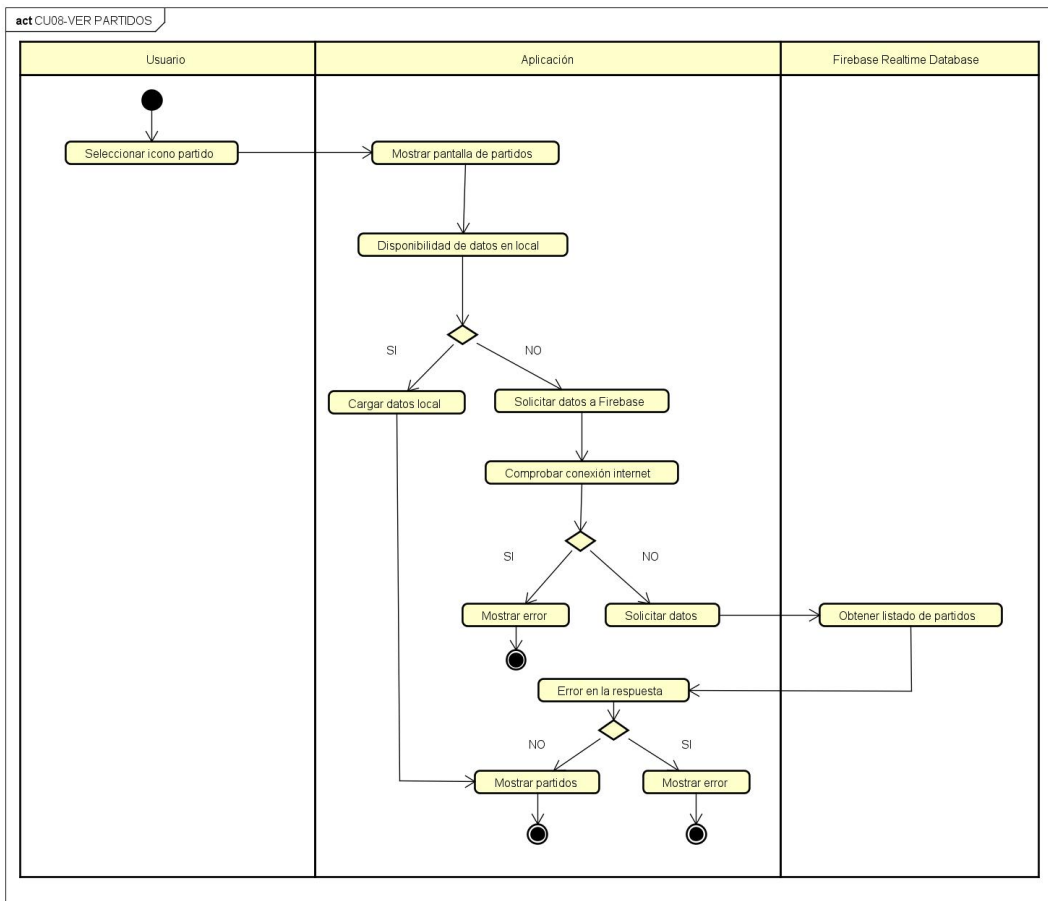 act CU08-VER PARTIDOS
Usuario
Aplicación
Firebase Realtime Database
Seleccionar icono partido
Mostrar pantalla de partidos
Disponibilidad de datos en local
SI
NO
Cargar datos local
Solicitar datos a Firebase
Comprobar conexión internet
SI
NO
Mostrar error
Solicitar datos
Obtener listado de partidos
Error en la respuesta
NO
SI
Mostrar partidos
Mostrar error